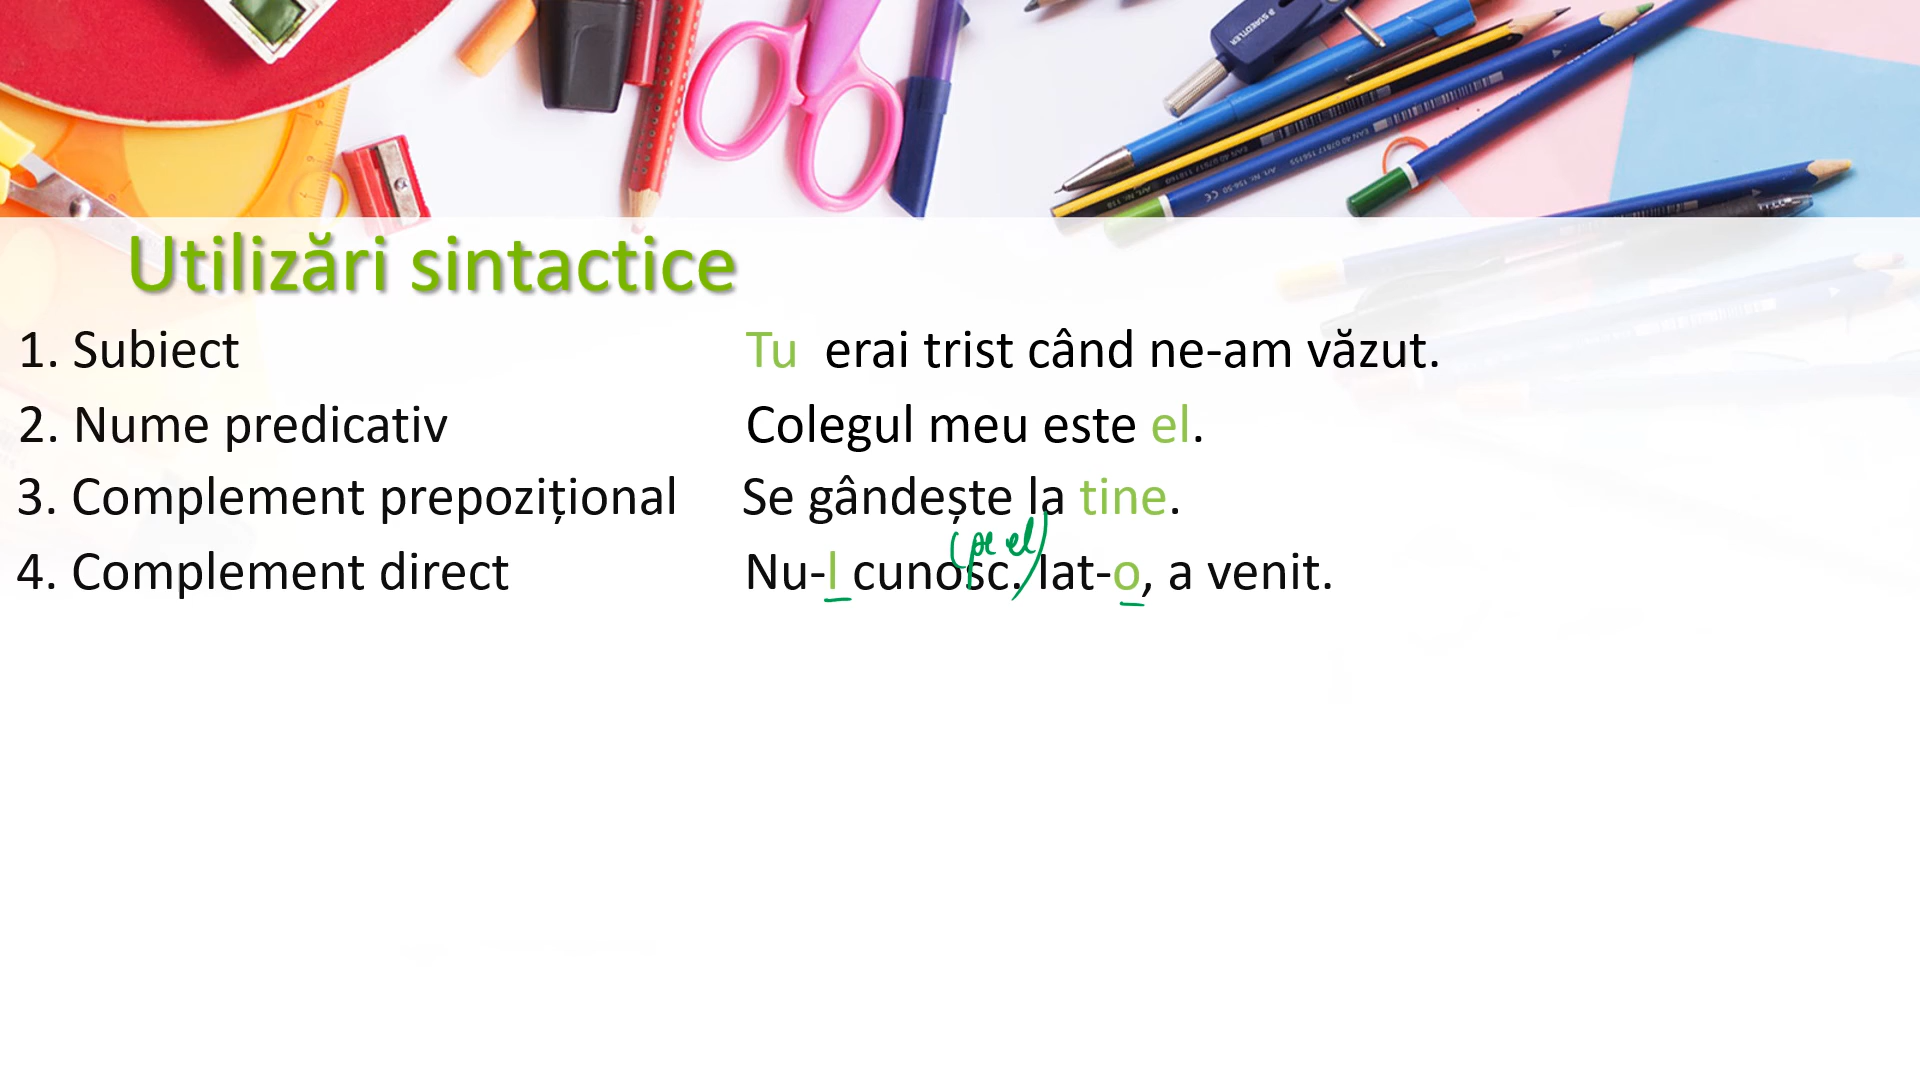 Utilizări sintactice
1. Subiect Tu erai trist când ne-am văzut.
2. Nume predicativ Colegul meu este el.
3. Complement prepozițional Se gândește la tine.
(pe el)
4. Complement direct Nu-l cunosc. Iat-o, a venit.